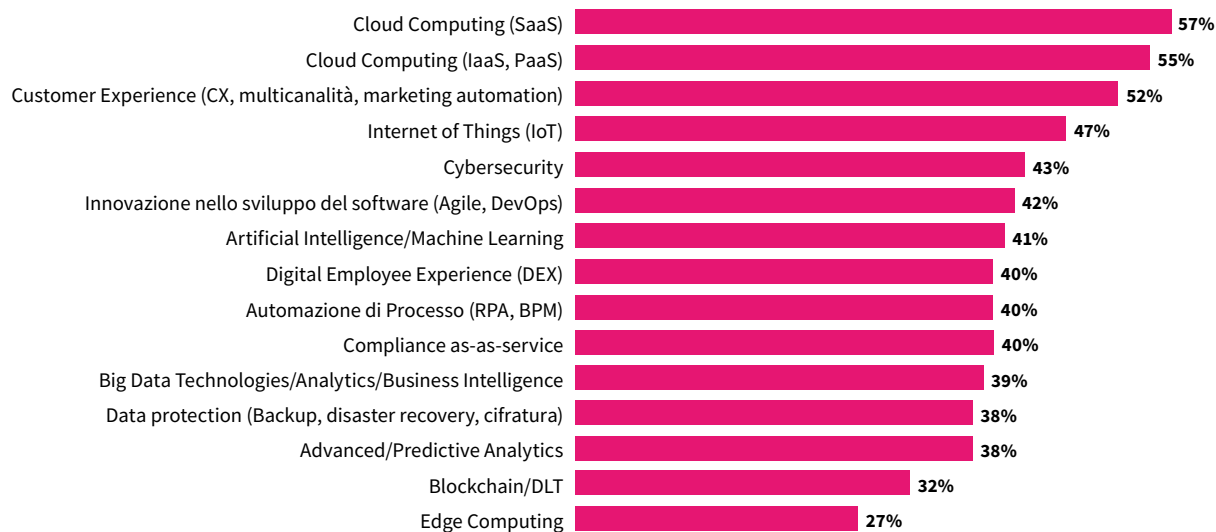 Cloud Computing (SaaS) 57%
Cloud Computing (IaaS, PaaS) 55%
Customer Experience (CX, multicanalità, marketing automation) 52%
Internet of Things (IoT) 47%
Cybersecurity 43%
Innovazione nello sviluppo del software (Agile, DevOps) 42%
Artificial Intelligence/Machine Learning 41%
Digital Employee Experience (DEX) 40%
Automazione di Processo (RPA, BPM) 40%
Compliance as-as-service 40%
Big Data Technologies/Analytics/Business Intelligence 39%
Data protection (Backup, disaster recovery, cifratura) 38%
Advanced/Predictive Analytics 38%
Blockchain/DLT 32%
Edge Computing 27%